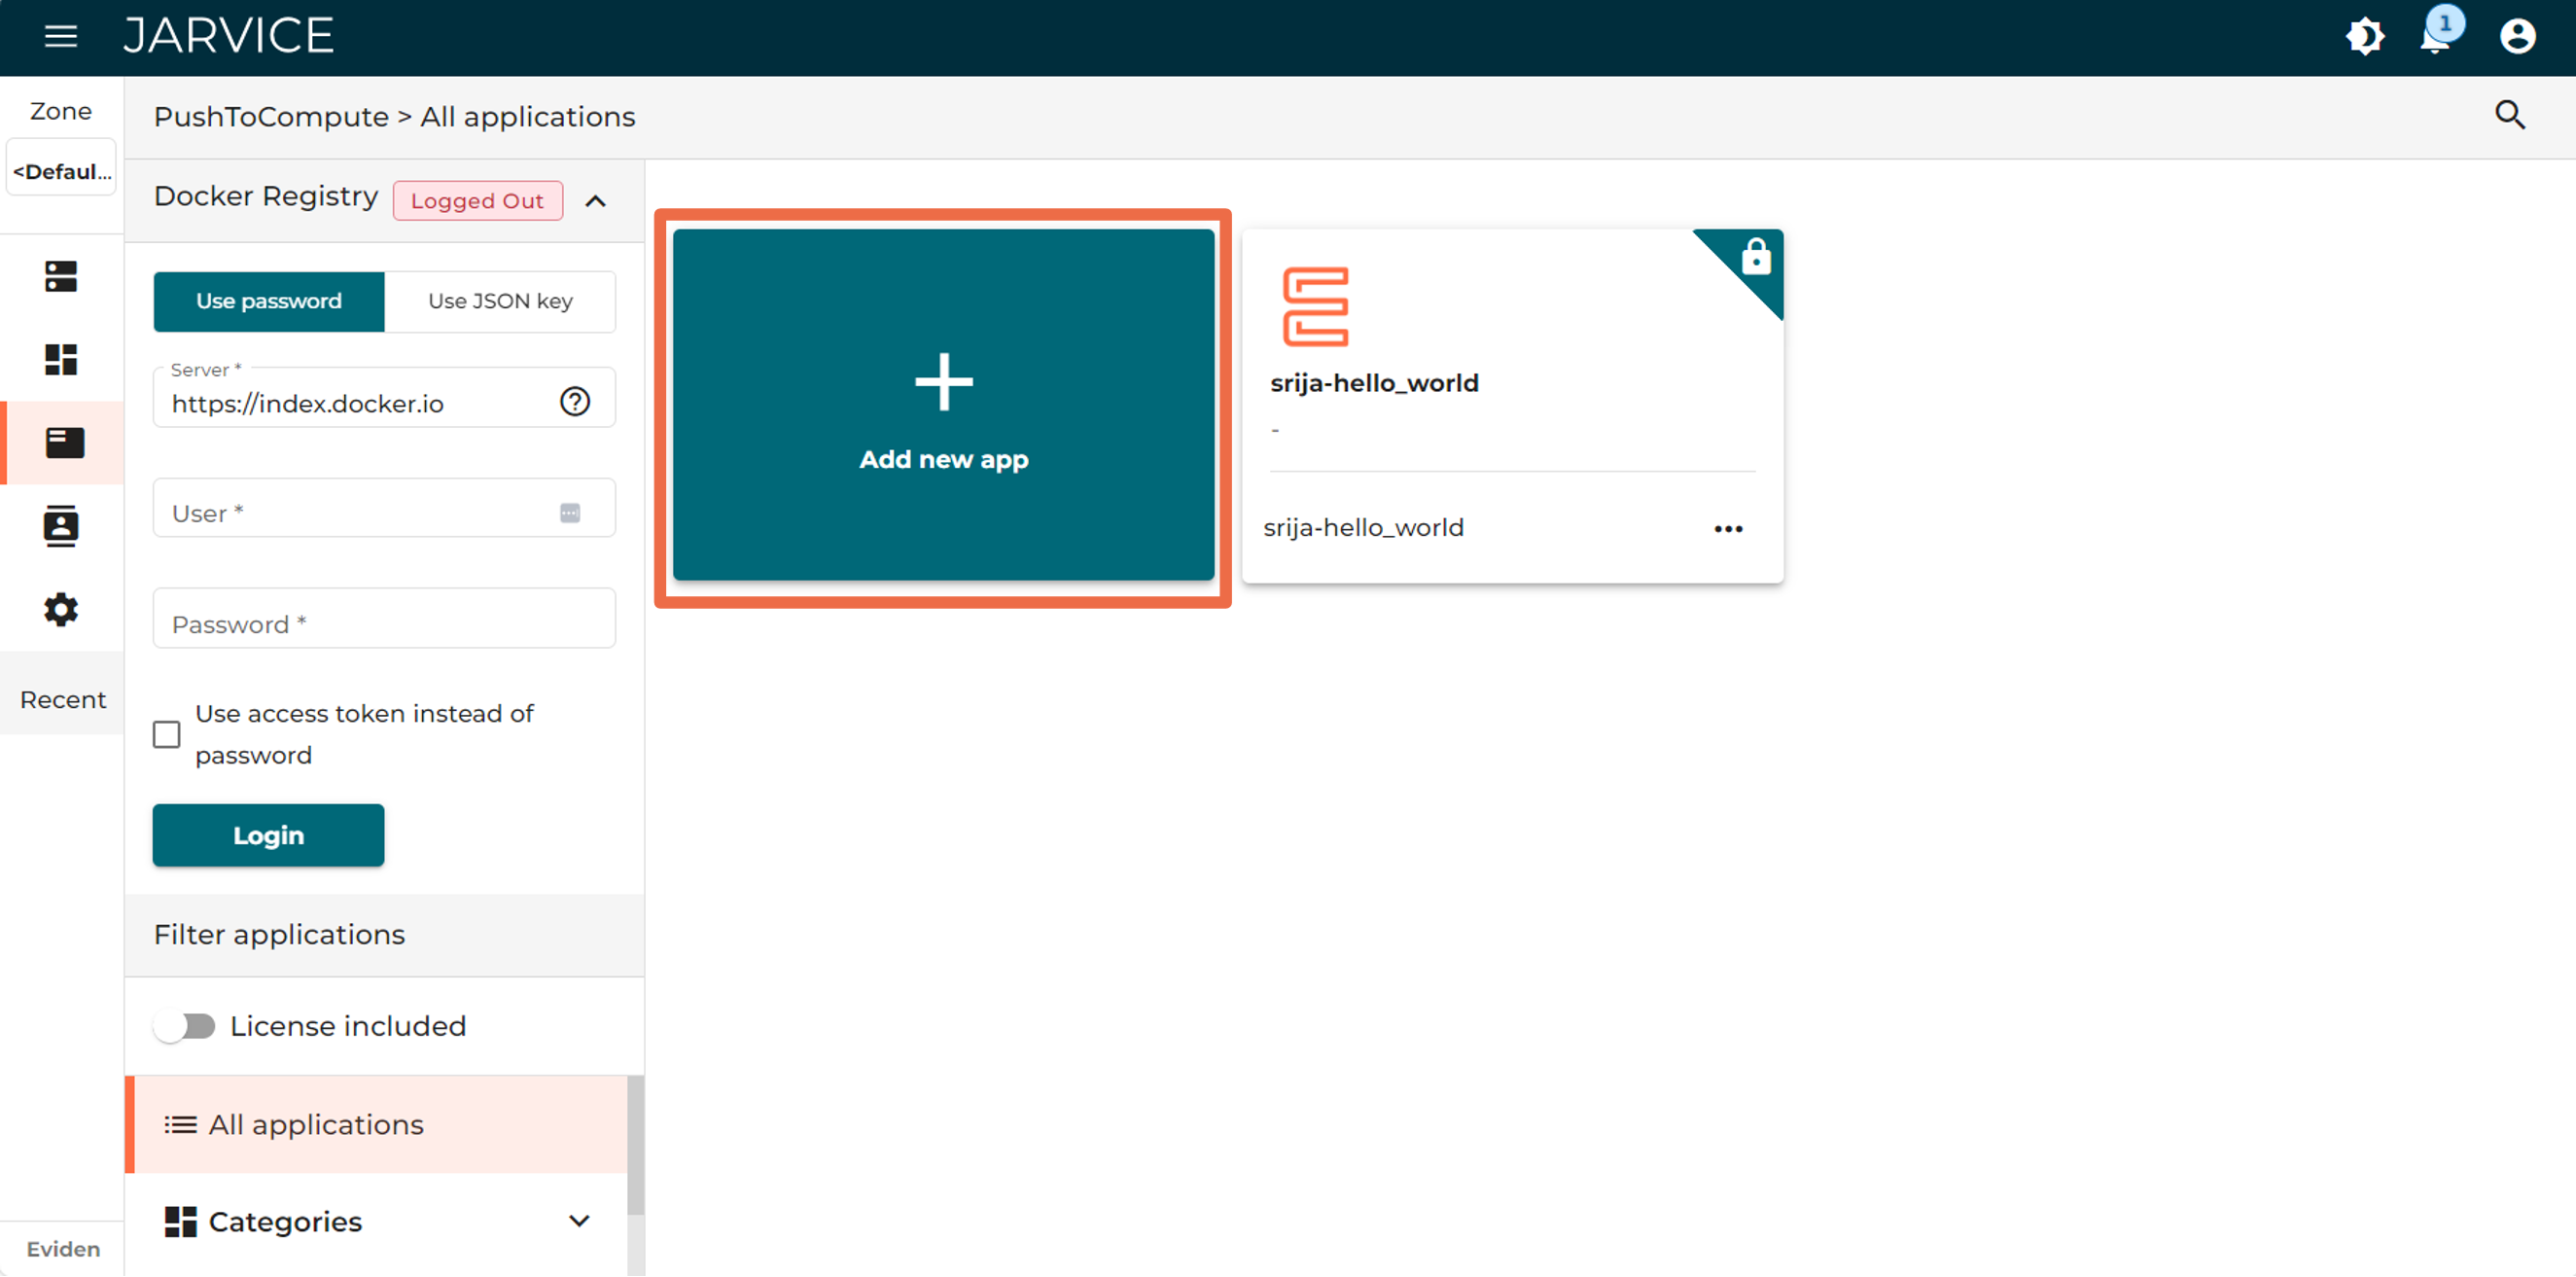 JARVICE
1
Zone
<Defaul...
PushToCompute > All applications
Docker Registry
Logged Out
Use password
Use JSON key
Server *
https://index.docker.io
User *
Password *
Use access token instead of
password
Login
Filter applications
License included
All applications
Categories
Recent
Eviden
Add new app
srija-hello_world
-
srija-hello_world